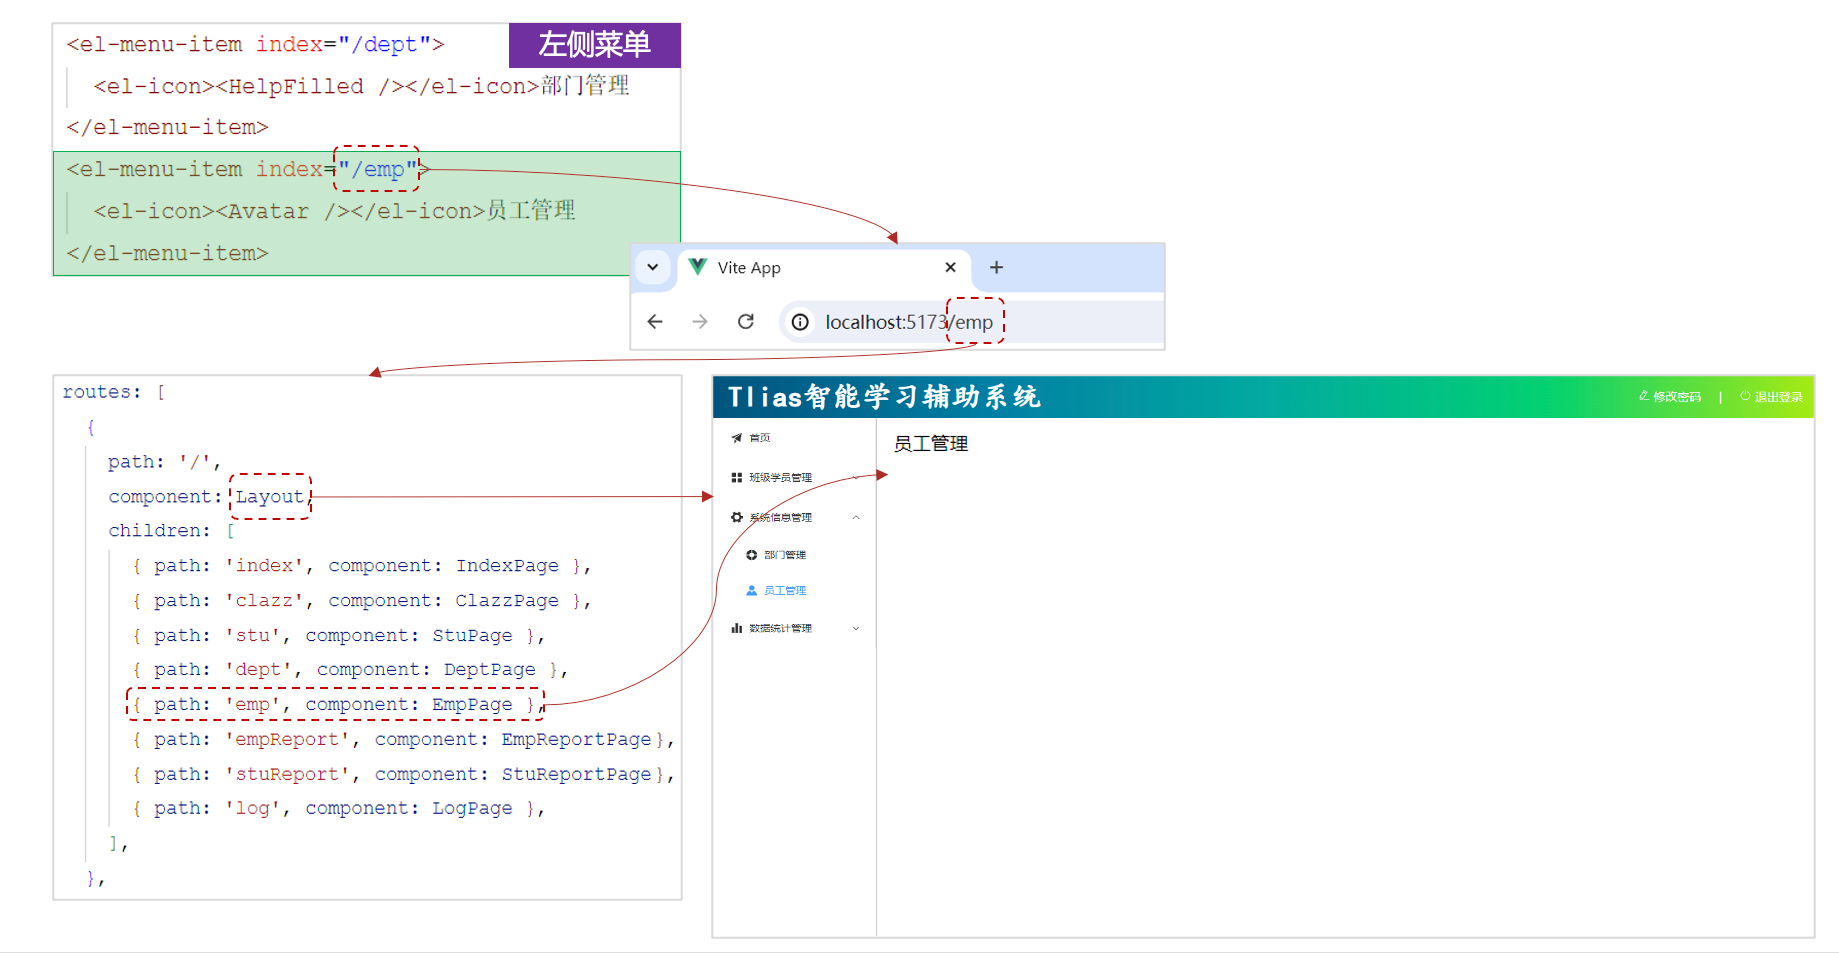 <el-menu-item index="/dept">
左侧菜单
<el-icon><HelpFilled /></el-icon>部门管理
</el-menu-item>
<el-menu-item index="/emp">
<el-icon><Avatar /></el-icon>员工管理
</el-menu-item>
Vite App
localhost:5173/emp
routes: [
{
path: '/',
component: Layout,
children: [
{ path: 'index', component: IndexPage },
{ path: 'clazz', component: ClazzPage },
{ path: 'stu', component: StuPage },
{ path: 'dept', component: DeptPage },
{ path: 'emp', component: EmpPage },
{ path: 'empReport', component: EmpReportPage},
{ path: 'stuReport', component: StuReportPage},
{ path: 'log', component: LogPage },
],
},
Tlias智能学习辅助系统
修改密码 | 退出登录
首页
员工管理
班级学员管理
系统信息管理
部门管理
员工管理
数据统计管理